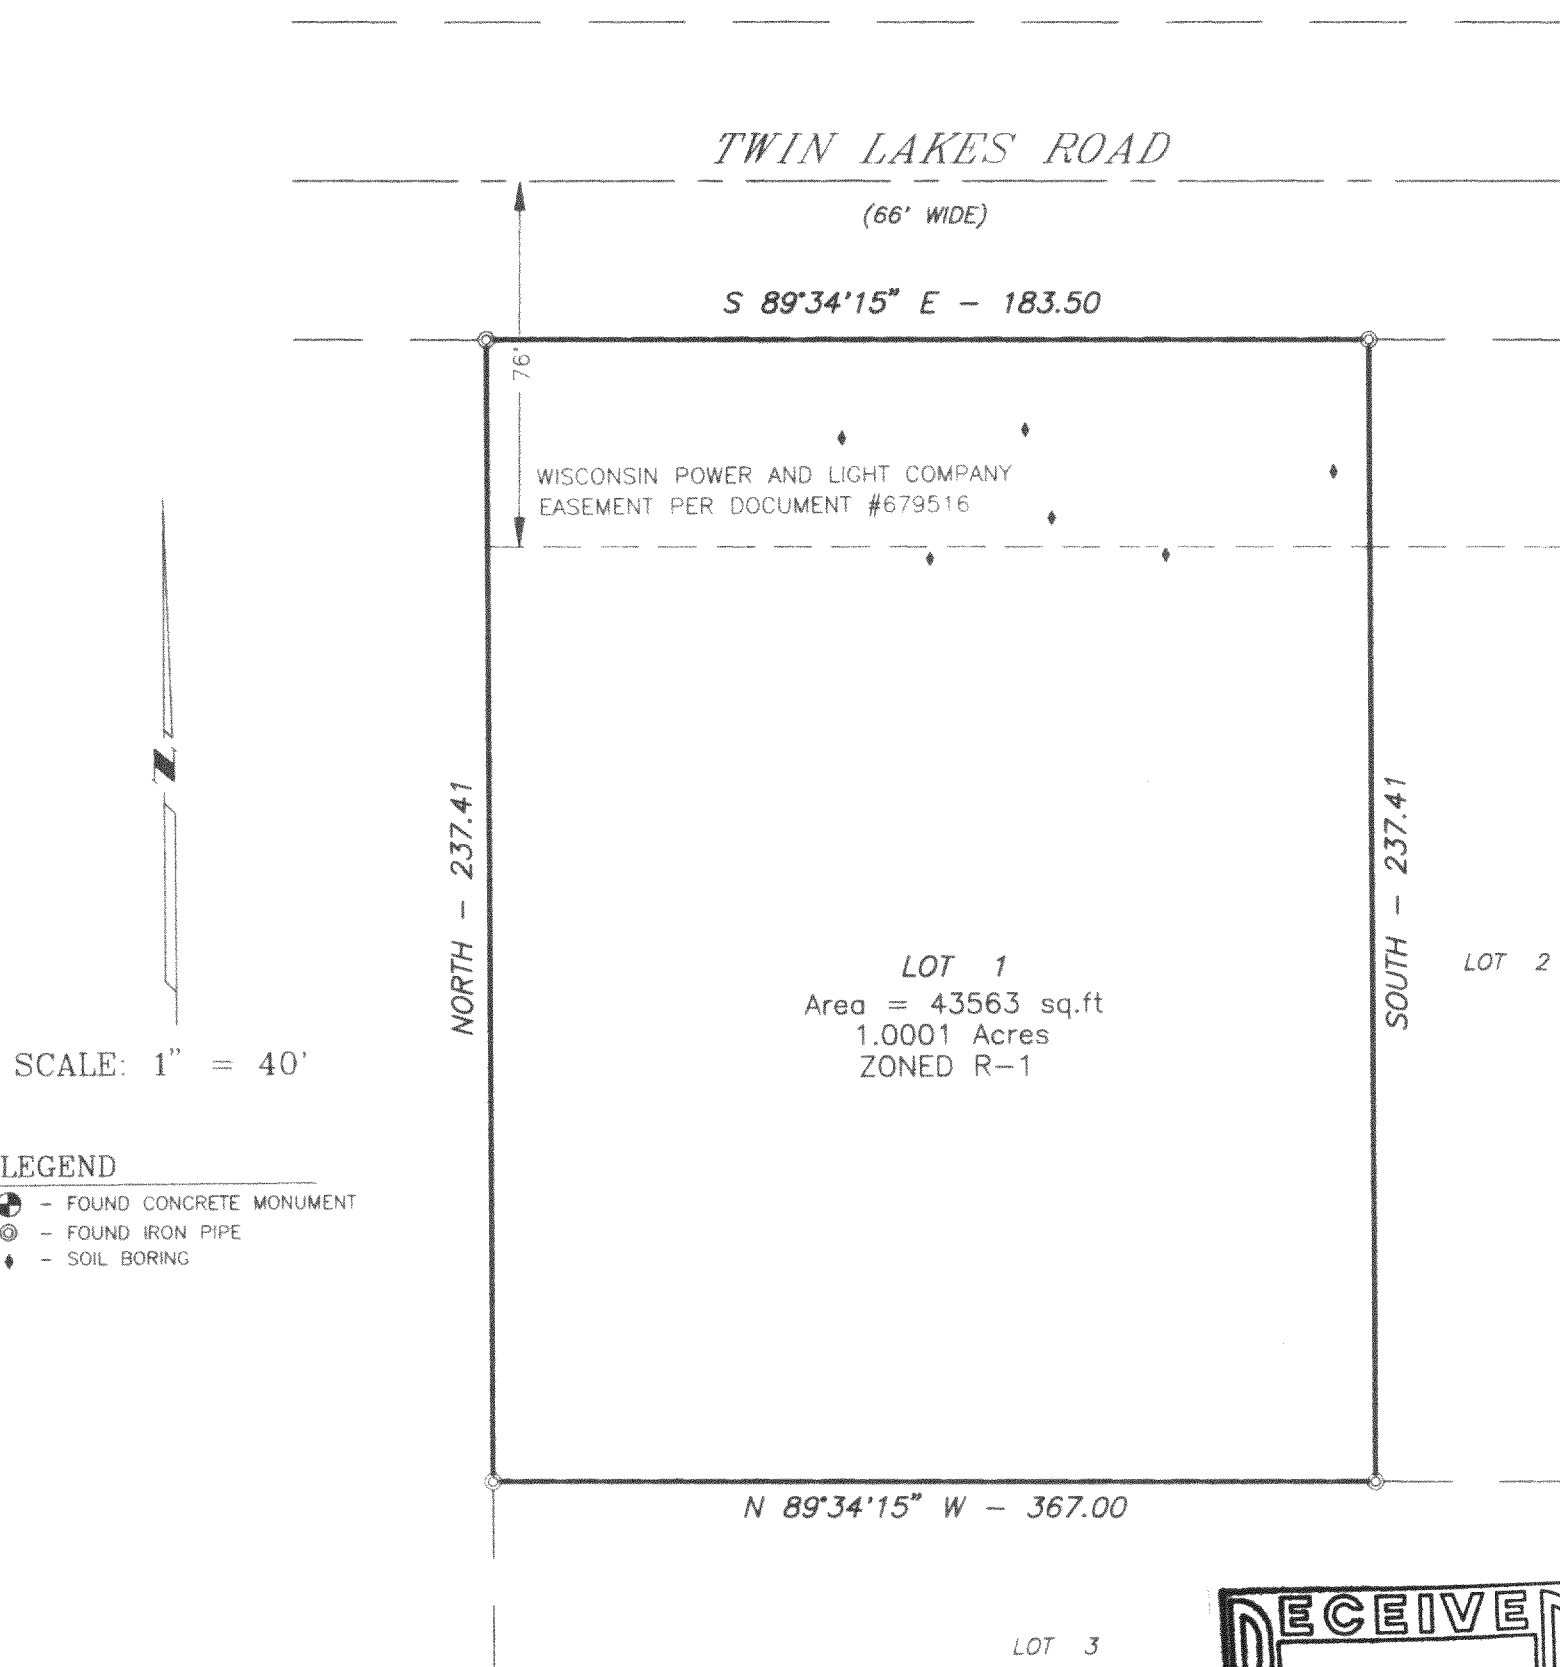 TWIN LAKES ROAD
(66' WIDE)
S 89°34'15" E – 183.50
76'
WISCONSIN POWER AND LIGHT COMPANY
EASEMENT PER DOCUMENT #679516
N
NORTH – 237.41
SOUTH – 237.41
LOT 1
Area = 43563 sq.ft
1.0001 Acres
ZONED R–1
LOT 2
SCALE: 1" = 40'
LEGEND
– FOUND CONCRETE MONUMENT
– FOUND IRON PIPE
– SOIL BORING
N 89°34'15" W – 367.00
LOT 3
ECEIVE